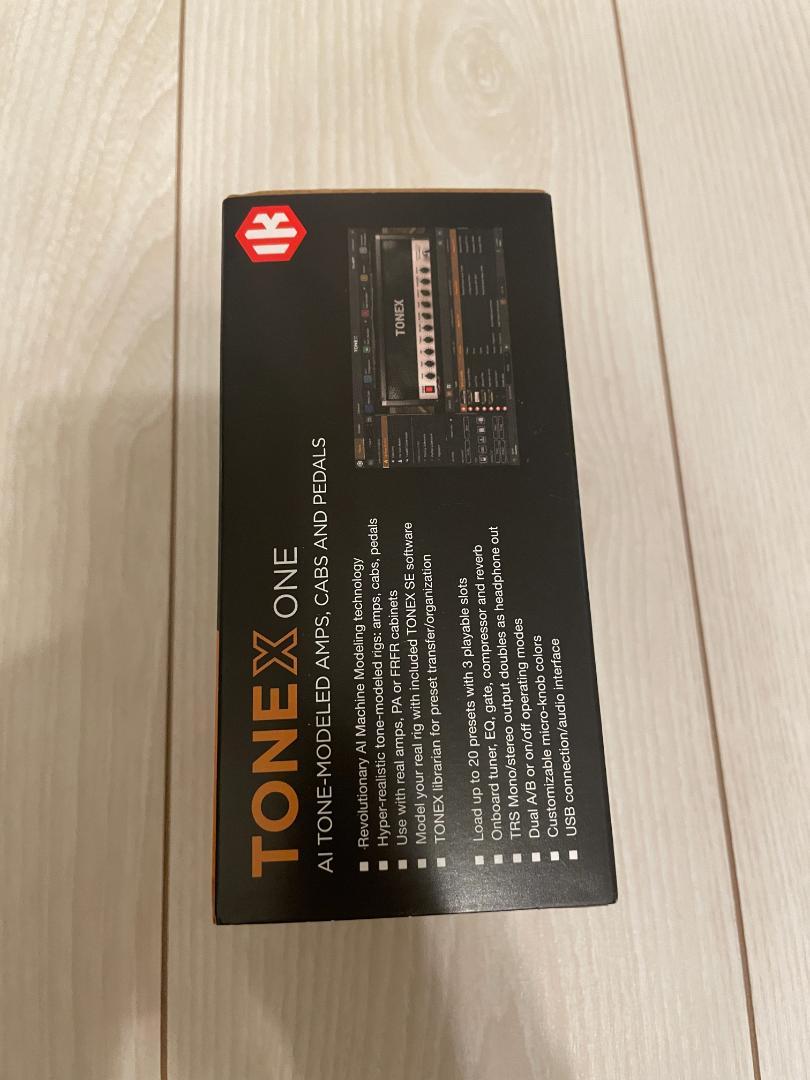 TONEX ONE
AI TONE-MODELED AMPS, CABS AND PEDALS
Revolutionary AI Machine Modeling technology
Hyper-realistic tone-modeled rigs: amps, cabs, pedals
Use with real amps, PA or FRFR cabinets
Model your real rig with included TONEX SE software
TONEX librarian for preset transfer/organization
Load up to 20 presets with 3 playable slots
Onboard tuner, EQ, gate, compressor and reverb
TRS Mono/stereo output doubles as headphone out
Dual A/B or on/off operating modes
Customizable micro-knob colors
USB connection/audio interface
IK
TONEX